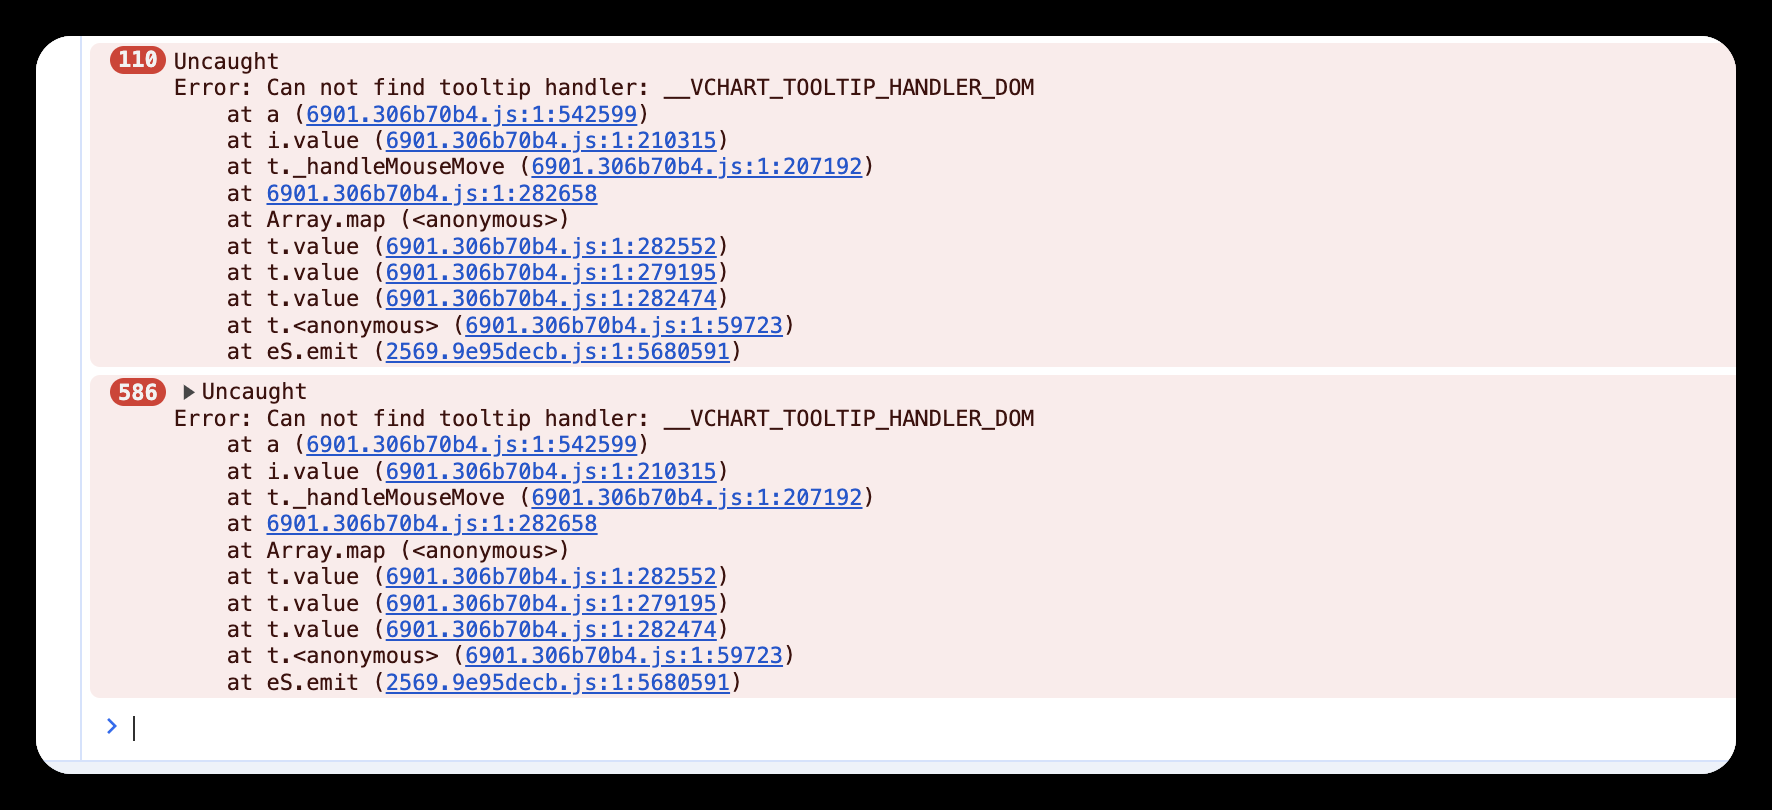 110 Uncaught
Error: Can not find tooltip handler: __VCHART_TOOLTIP_HANDLER_DOM
at a (6901.306b70b4.js:1:542599)
at i.value (6901.306b70b4.js:1:210315)
at t._handleMouseMove (6901.306b70b4.js:1:207192)
at 6901.306b70b4.js:1:282658
at Array.map (<anonymous>)
at t.value (6901.306b70b4.js:1:282552)
at t.value (6901.306b70b4.js:1:279195)
at t.value (6901.306b70b4.js:1:282474)
at t.<anonymous> (6901.306b70b4.js:1:59723)
at eS.emit (2569.9e95decb.js:1:5680591)
586 ▶ Uncaught
Error: Can not find tooltip handler: __VCHART_TOOLTIP_HANDLER_DOM
at a (6901.306b70b4.js:1:542599)
at i.value (6901.306b70b4.js:1:210315)
at t._handleMouseMove (6901.306b70b4.js:1:207192)
at 6901.306b70b4.js:1:282658
at Array.map (<anonymous>)
at t.value (6901.306b70b4.js:1:282552)
at t.value (6901.306b70b4.js:1:279195)
at t.value (6901.306b70b4.js:1:282474)
at t.<anonymous> (6901.306b70b4.js:1:59723)
at eS.emit (2569.9e95decb.js:1:5680591)
>